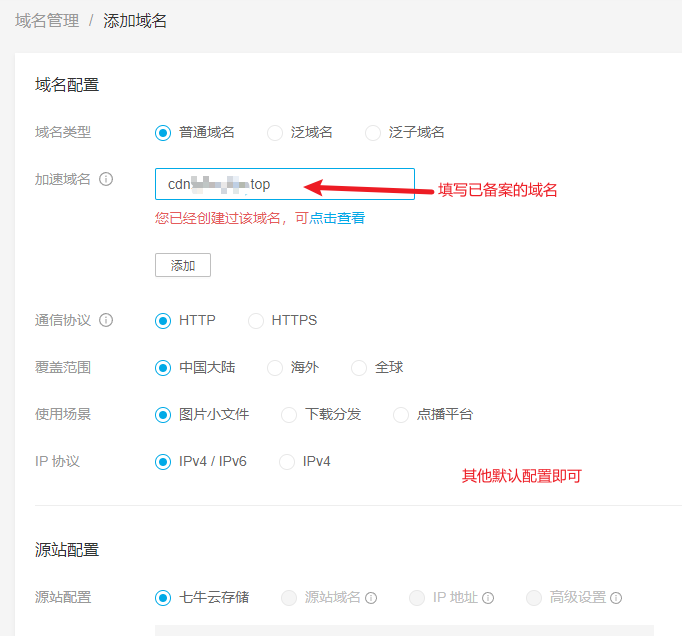 域名管理 / 添加域名
域名配置
域名类型 普通域名 泛域名 泛子域名
加速域名 cdn .top 填写已备案的域名
您已经创建过该域名，可点击查看
添加
通信协议 HTTP HTTPS
覆盖范围 中国大陆 海外 全球
使用场景 图片小文件 下载分发 点播平台
IP 协议 IPv4 / IPv6 IPv4
其他默认配置即可
源站配置
源站配置 七牛云存储 源站域名 IP 地址 高级设置